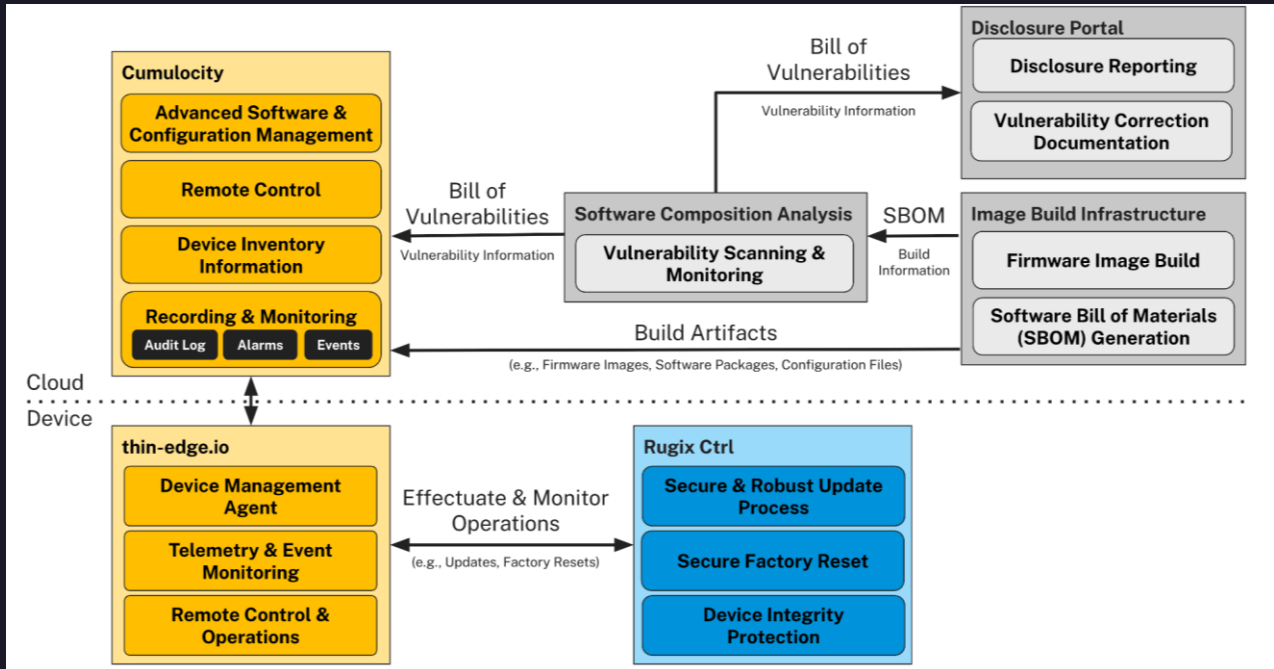 Cumulocity
Advanced Software &
Configuration Management
Remote Control
Device Inventory
Information
Recording & Monitoring
Audit Log
Alarms
Events
Bill of
Vulnerabilities
Vulnerability Information
Software Composition Analysis
Vulnerability Scanning &
Monitoring
Bill of
Vulnerabilities
Vulnerability Information
Disclosure Portal
Disclosure Reporting
Vulnerability Correction
Documentation
SBOM
Build
Information
Image Build Infrastructure
Firmware Image Build
Software Bill of Materials
(SBOM) Generation
Build Artifacts
(e.g., Firmware Images, Software Packages, Configuration Files)
Cloud
Device
thin-edge.io
Device Management
Agent
Telemetry & Event
Monitoring
Remote Control &
Operations
Effectuate & Monitor
Operations
(e.g., Updates, Factory Resets)
Rugix Ctrl
Secure & Robust Update
Process
Secure Factory Reset
Device Integrity
Protection